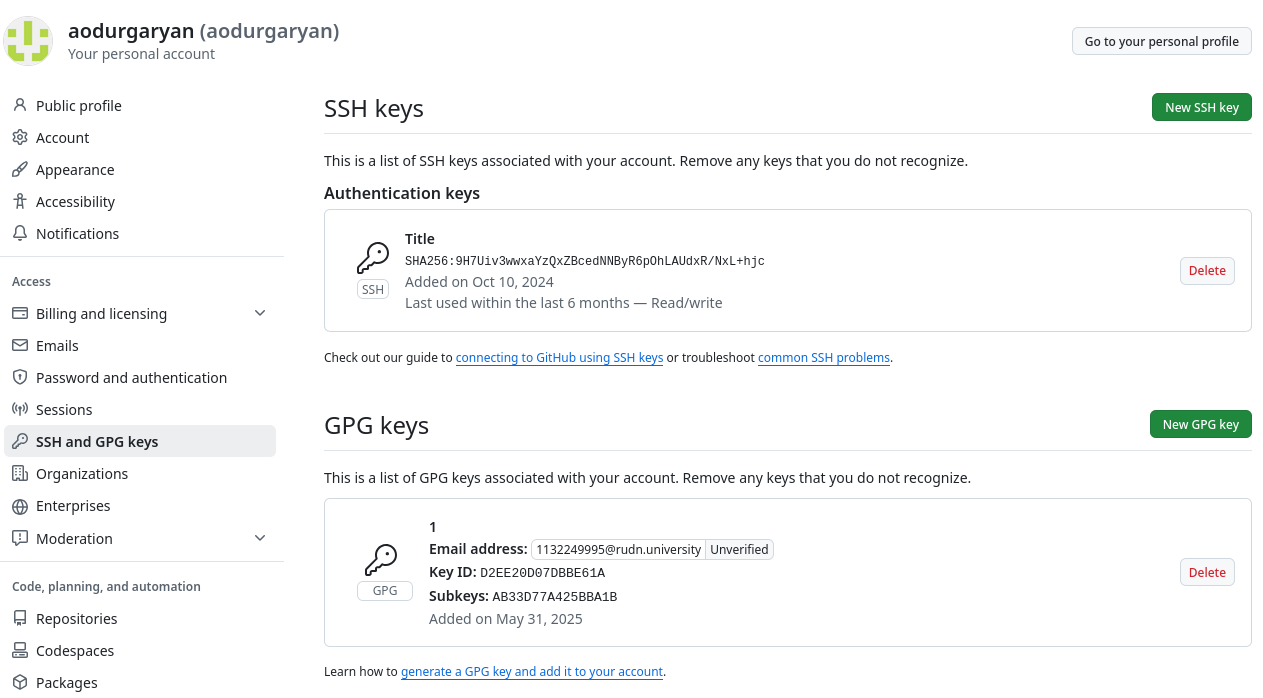 aodurgaryan (aodurgaryan)
Your personal account
Go to your personal profile
Public profile
Account
Appearance
Accessibility
Notifications
Access
Billing and licensing
Emails
Password and authentication
Sessions
SSH and GPG keys
Organizations
Enterprises
Moderation
Code, planning, and automation
Repositories
Codespaces
Packages
SSH keys
New SSH key
This is a list of SSH keys associated with your account. Remove any keys that you do not recognize.
Authentication keys
SSH
Title
SHA256:9H7Uiv3wwxaYzQxZBcedNNByR6pOhLAUdxR/NxL+hjc
Added on Oct 10, 2024
Last used within the last 6 months — Read/write
Delete
Check out our guide to connecting to GitHub using SSH keys or troubleshoot common SSH problems.
GPG keys
New GPG key
This is a list of GPG keys associated with your account. Remove any keys that you do not recognize.
GPG
1
Email address: 1132249995@rudn.university Unverified
Key ID: D2EE20D07DBBE61A
Subkeys: AB33D77A425BBA1B
Added on May 31, 2025
Delete
Learn how to generate a GPG key and add it to your account.